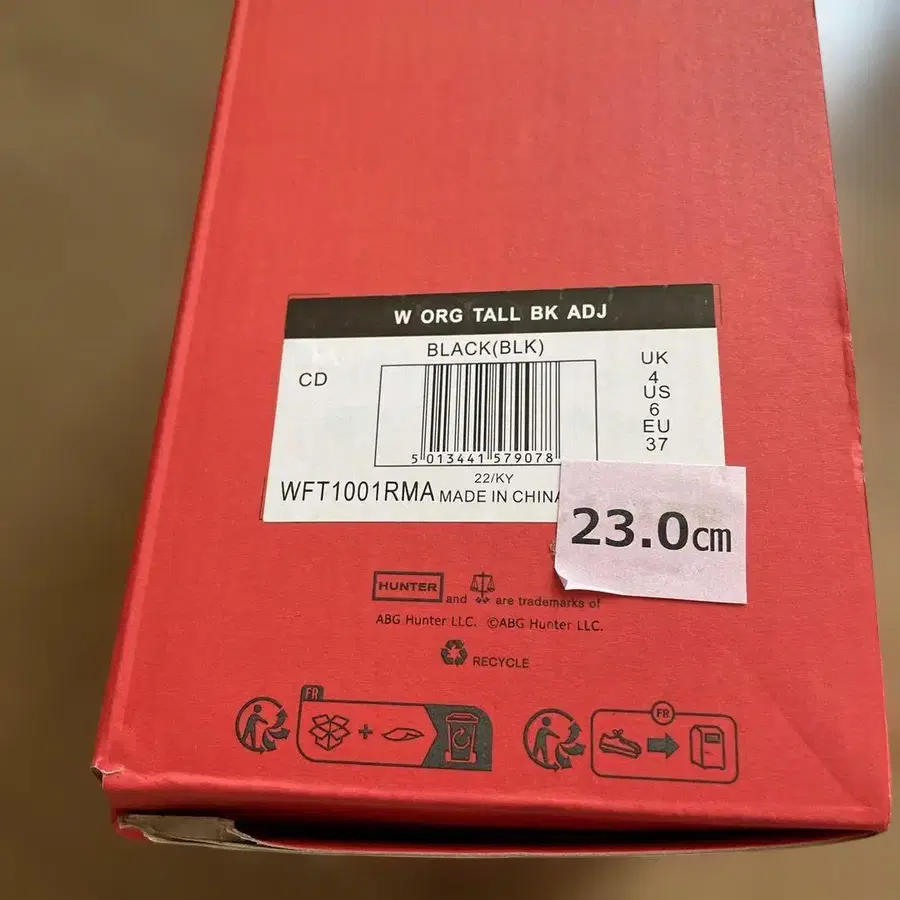 W ORG TALL BK ADJ
BLACK(BLK)
CD
UK
4
US
6
EU
37
5 013441 579078
22/KY
WFT1001RMA MADE IN CHINA
23.0cm
HUNTER and are trademarks of
ABG Hunter LLC. ©ABG Hunter LLC.
RECYCLE
FR
+
FR